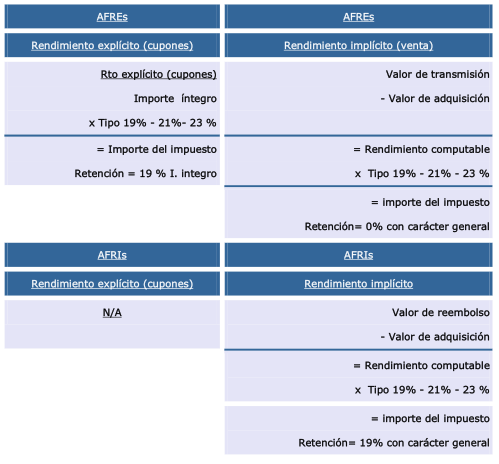 AFREs
Rendimiento explícito (cupones)
Rto explícito (cupones)
Importe íntegro
x Tipo 19% - 21%- 23 %
= Importe del impuesto
Retención = 19 % I. integro
AFREs
Rendimiento implícito (venta)
Valor de transmisión
- Valor de adquisición
= Rendimiento computable
x Tipo 19% - 21% - 23 %
= importe del impuesto
Retención= 0% con carácter general
AFRIs
Rendimiento explícito (cupones)
N/A
AFRIs
Rendimiento implícito
Valor de reembolso
- Valor de adquisición
= Rendimiento computable
x Tipo 19% - 21% - 23 %
= importe del impuesto
Retención= 19% con carácter general